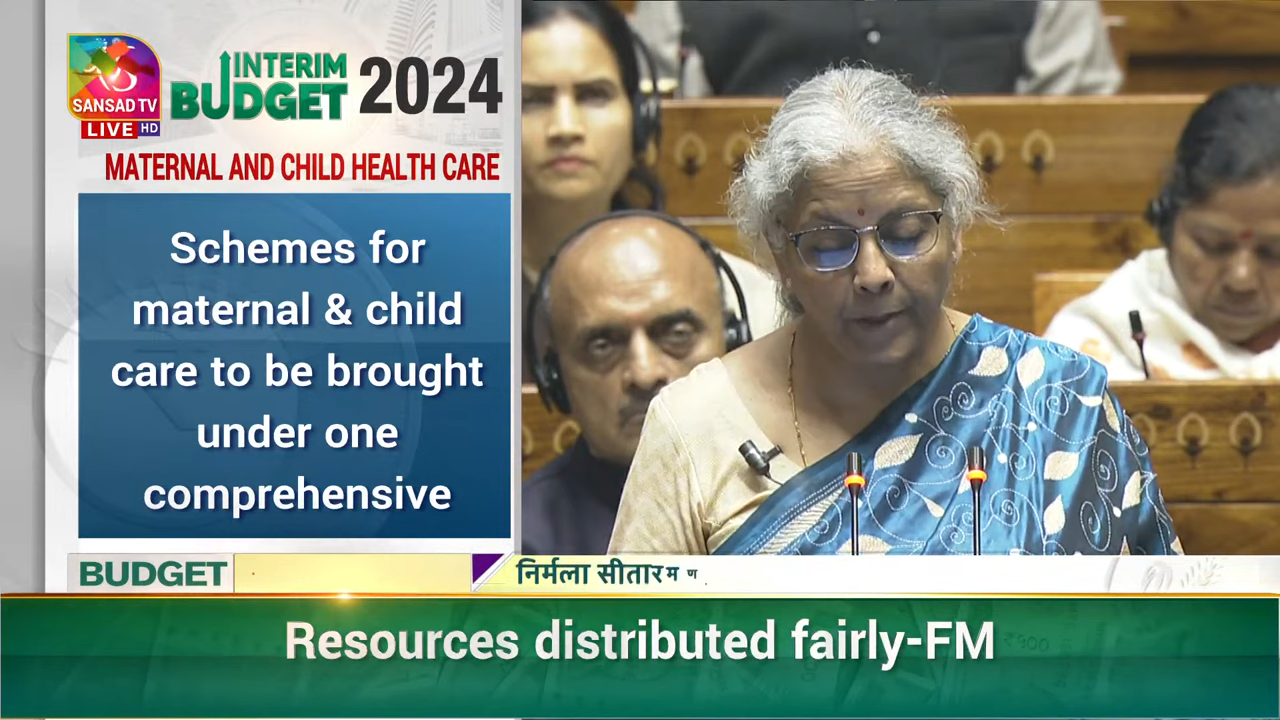 SANSAD TV
LIVE HD
INTERIM
BUDGET 2024
MATERNAL AND CHILD HEALTH CARE
Schemes for
maternal & child
care to be brought
under one
comprehensive
BUDGET
निर्मला सीतारमण
Resources distributed fairly-FM